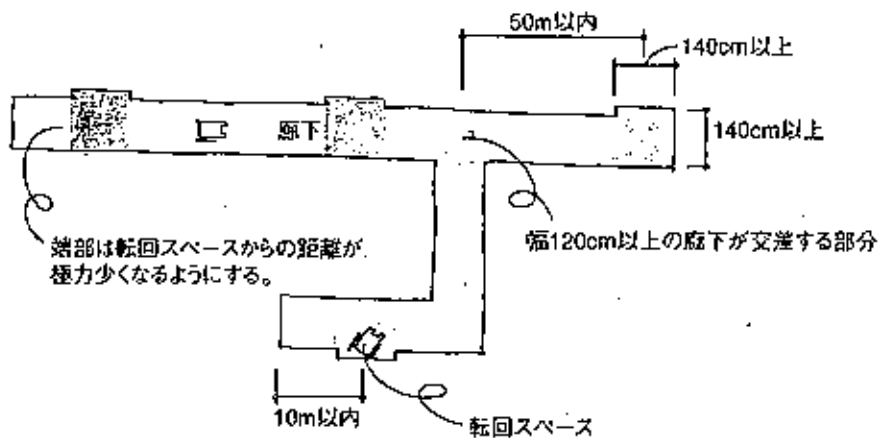 50m以内
140cm以上
廊下
140cm以上
端部は転回スペースからの距離が
極力少くなるようにする。
幅120cm以上の廊下が交差する部分
10m以内
転回スペース